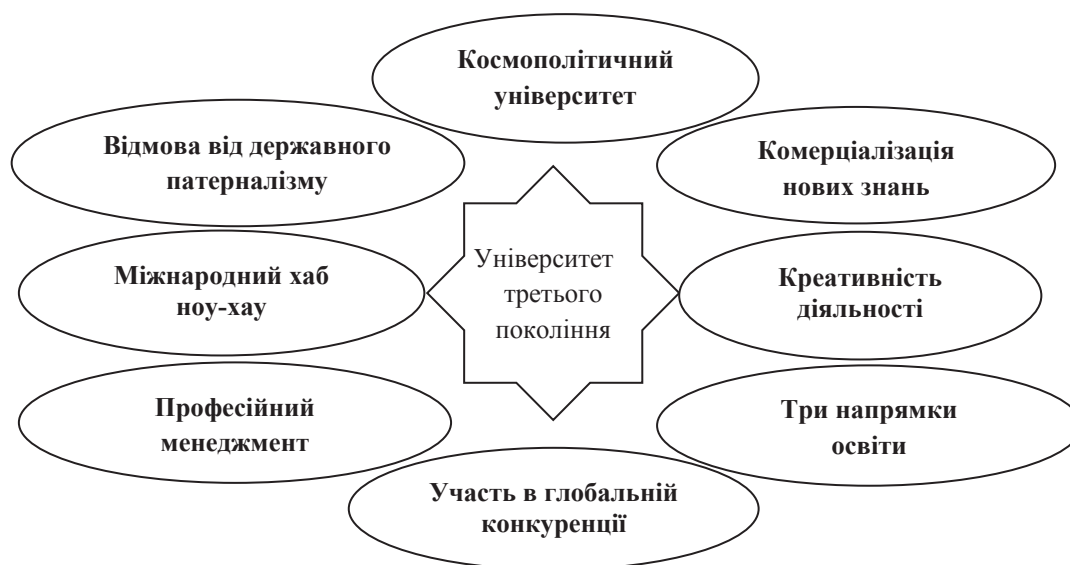 Космополітичний
університет
Відмова від державного
патерналізму
Комерціалізація
нових знань
Університет
третього
покоління
Міжнародний хаб
ноу-хау
Креативність
діяльності
Професійний
менеджмент
Три напрямки
освіти
Участь в глобальній
конкуренції